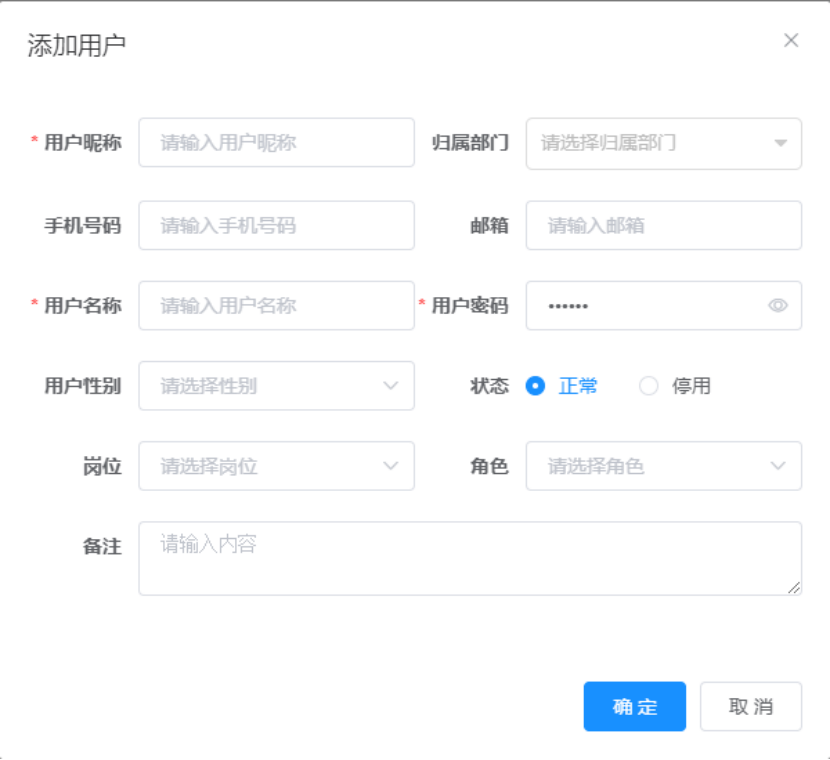 添加用户
* 用户昵称 请输入用户昵称 归属部门 请选择归属部门
手机号码 请输入手机号码 邮箱 请输入邮箱
* 用户名称 请输入用户名称 * 用户密码 ••••••
用户性别 请选择性别 状态 正常 停用
岗位 请选择岗位 角色 请选择角色
备注 请输入内容
确 定 取 消